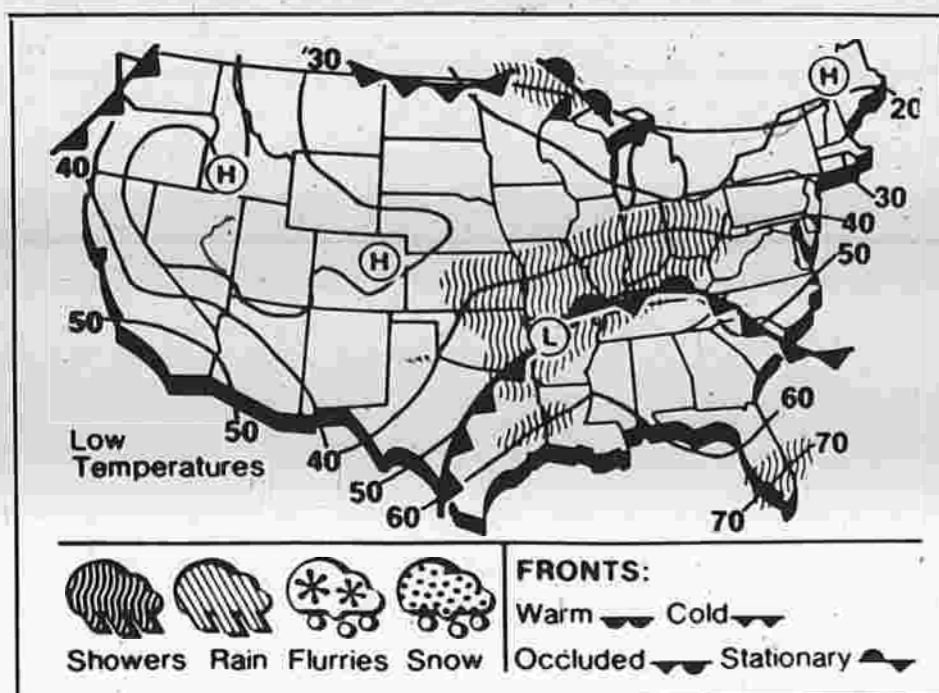 '30
H
20
40
H
30
40
H
50
50
L
60
50
Low
Temperatures
40
50
70
60
70
FRONTS:
Warm Cold
Showers Rain Flurries Snow
Occluded Stationary